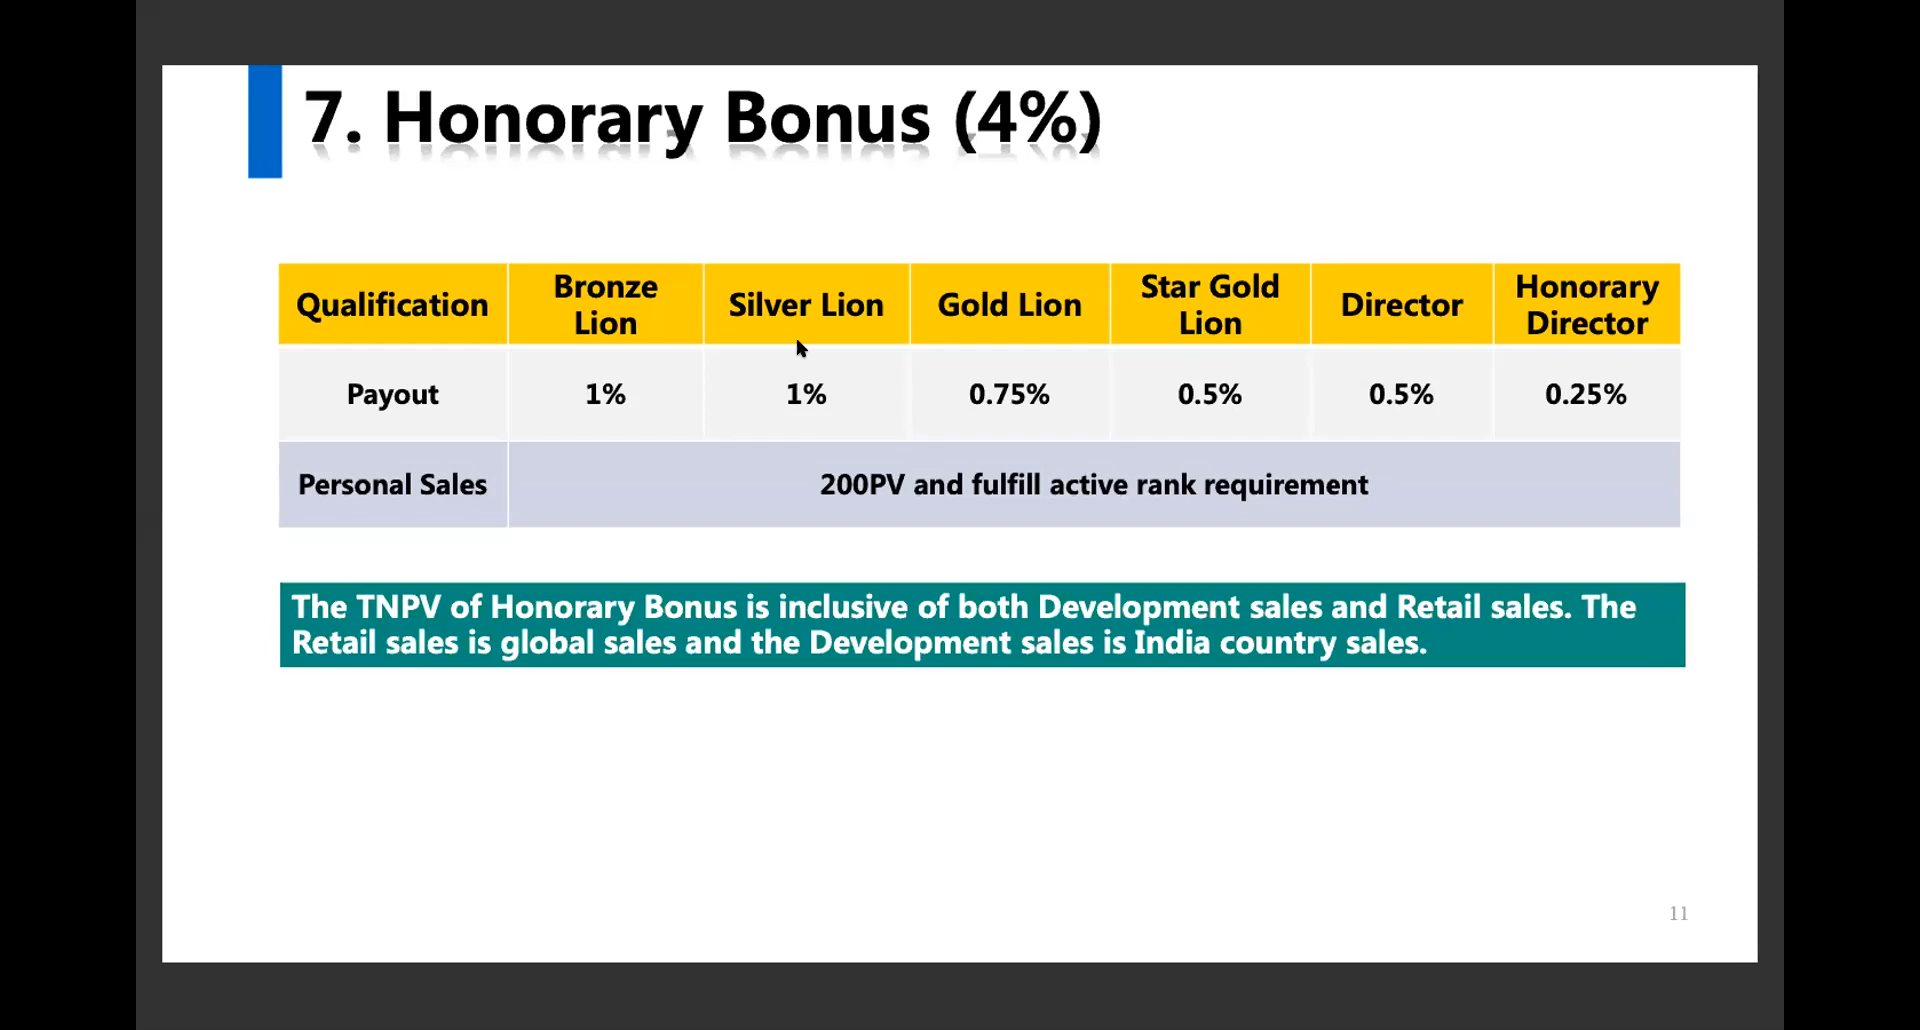 7. Honorary Bonus (4%)
Qualification
Bronze
Lion
Silver Lion
Gold Lion
Star Gold
Lion
Director
Honorary
Director
Payout
1%
1%
0.75%
0.5%
0.5%
0.25%
Personal Sales
200PV and fulfill active rank requirement
The TNPV of Honorary Bonus is inclusive of both Development sales and Retail sales. The
Retail sales is global sales and the Development sales is India country sales.
11